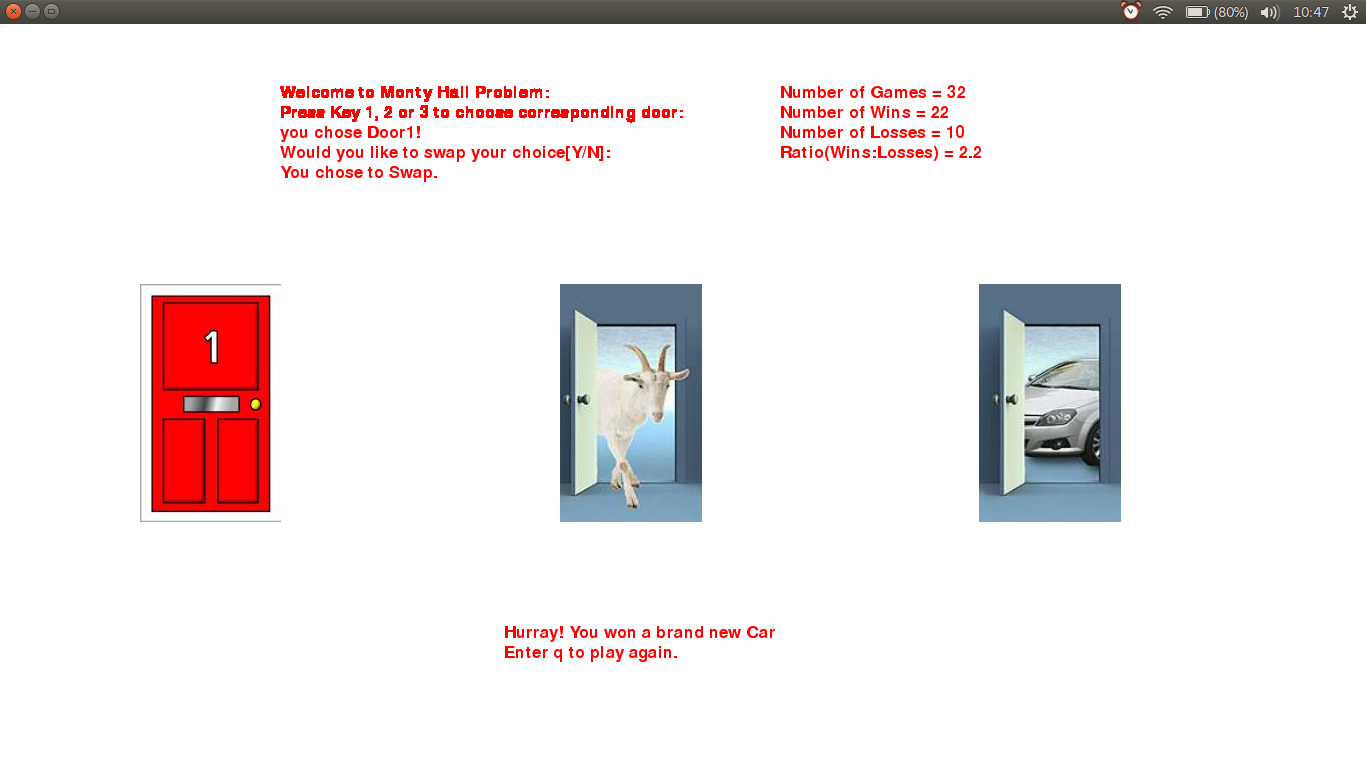 (80%) 10:47
Welcome to Monty Hall Problem:
Press Key 1, 2 or 3 to choose corresponding door:
you chose Door1!
Would you like to swap your choice[Y/N]:
You chose to Swap.
Number of Games = 32
Number of Wins = 22
Number of Losses = 10
Ratio(Wins:Losses) = 2.2
1
Hurray! You won a brand new Car
Enter q to play again.